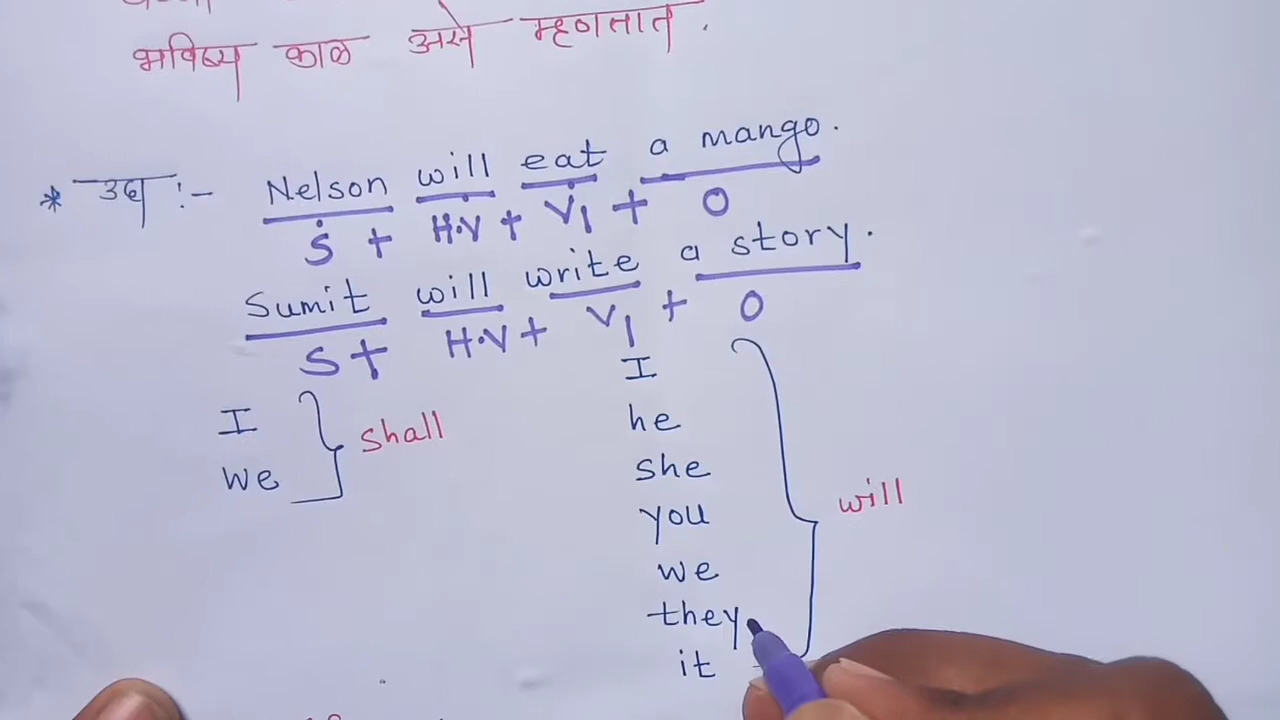 भविष्य काळ असे म्हणतात.
* उदा :- Nelson will eat a mango.
S + H.V + V1 + O
Sumit will write a story.
S + H.V + V1 + O
I
we
shall
I
he
she
you
we
they
it
will